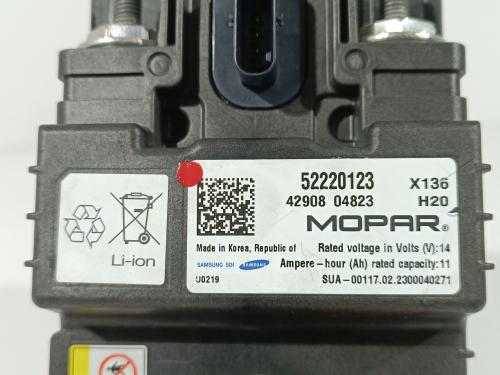 52220123 X136
42908 04823 H20
MOPAR®
Made in Korea, Republic of Rated voltage in Volts (V):14
SAMSUNG SDI SAMSUNG Ampere-hour (Ah) rated capacity:11
U0219 SUA-00117.02.2300040271
Li-ion